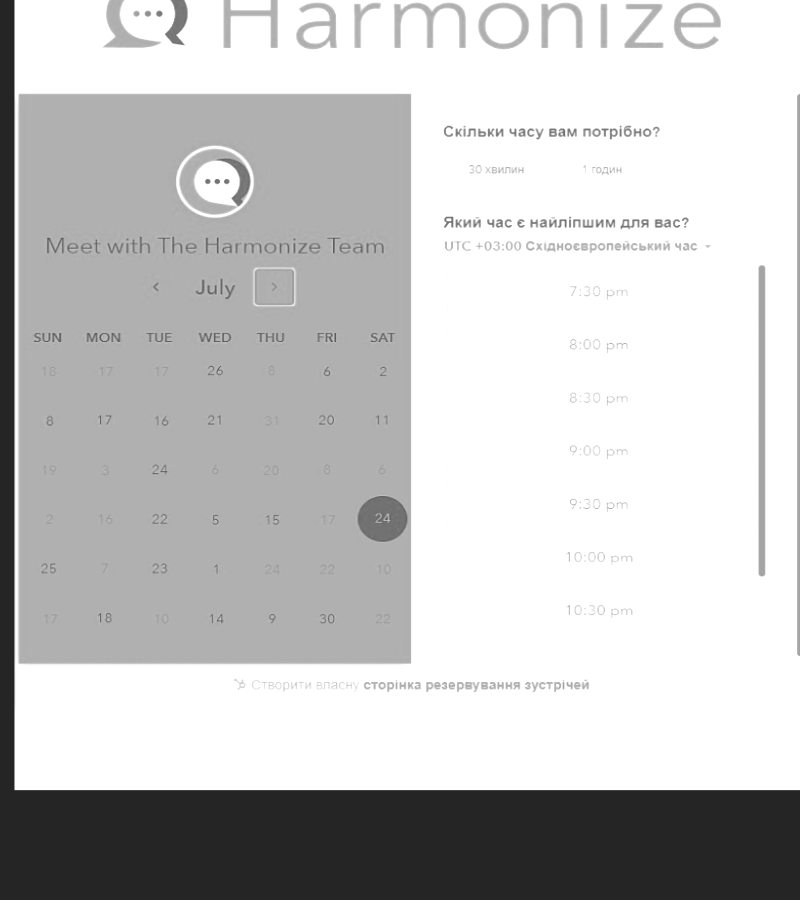 Harmonize
Meet with The Harmonize Team
July
SUN MON TUE WED THU FRI SAT
18 17 17 26 8 6 2
8 17 16 21 31 20 11
19 3 24 6 20 8 6
2 16 22 5 15 17 24
25 7 23 1 24 22 10
17 18 10 14 9 30 22
Скільки часу вам потрібно?
30 хвилин 1 годин
Який час є найліпшим для вас?
UTC +03:00 Східноєвропейський час
7:30 pm
8:00 pm
8:30 pm
9:00 pm
9:30 pm
10:00 pm
10:30 pm
Створити власну сторінка резервування зустрічей